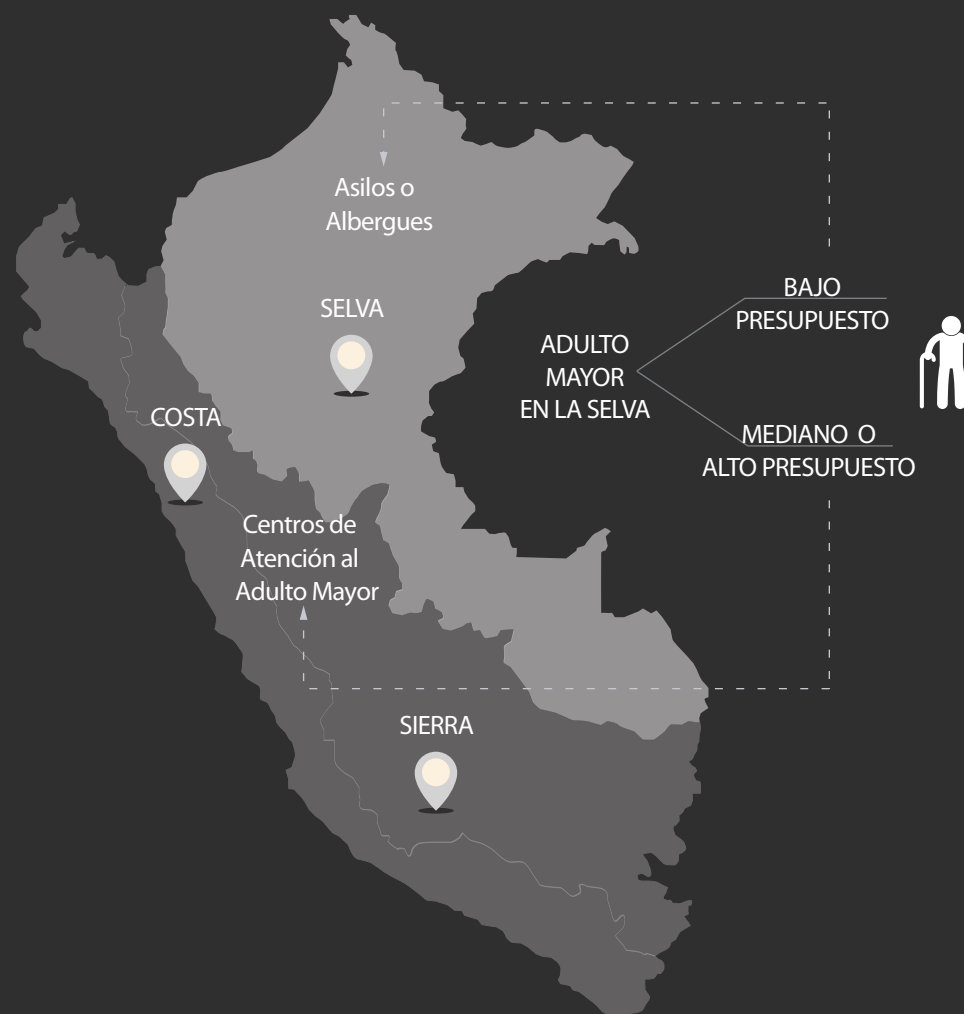 Asilos o
Albergues
SELVA
COSTA
Centros de
Atención al
Adulto Mayor
SIERRA
ADULTO
MAYOR
EN LA SELVA
BAJO
PRESUPUESTO
MEDIANO O
ALTO PRESUPUESTO